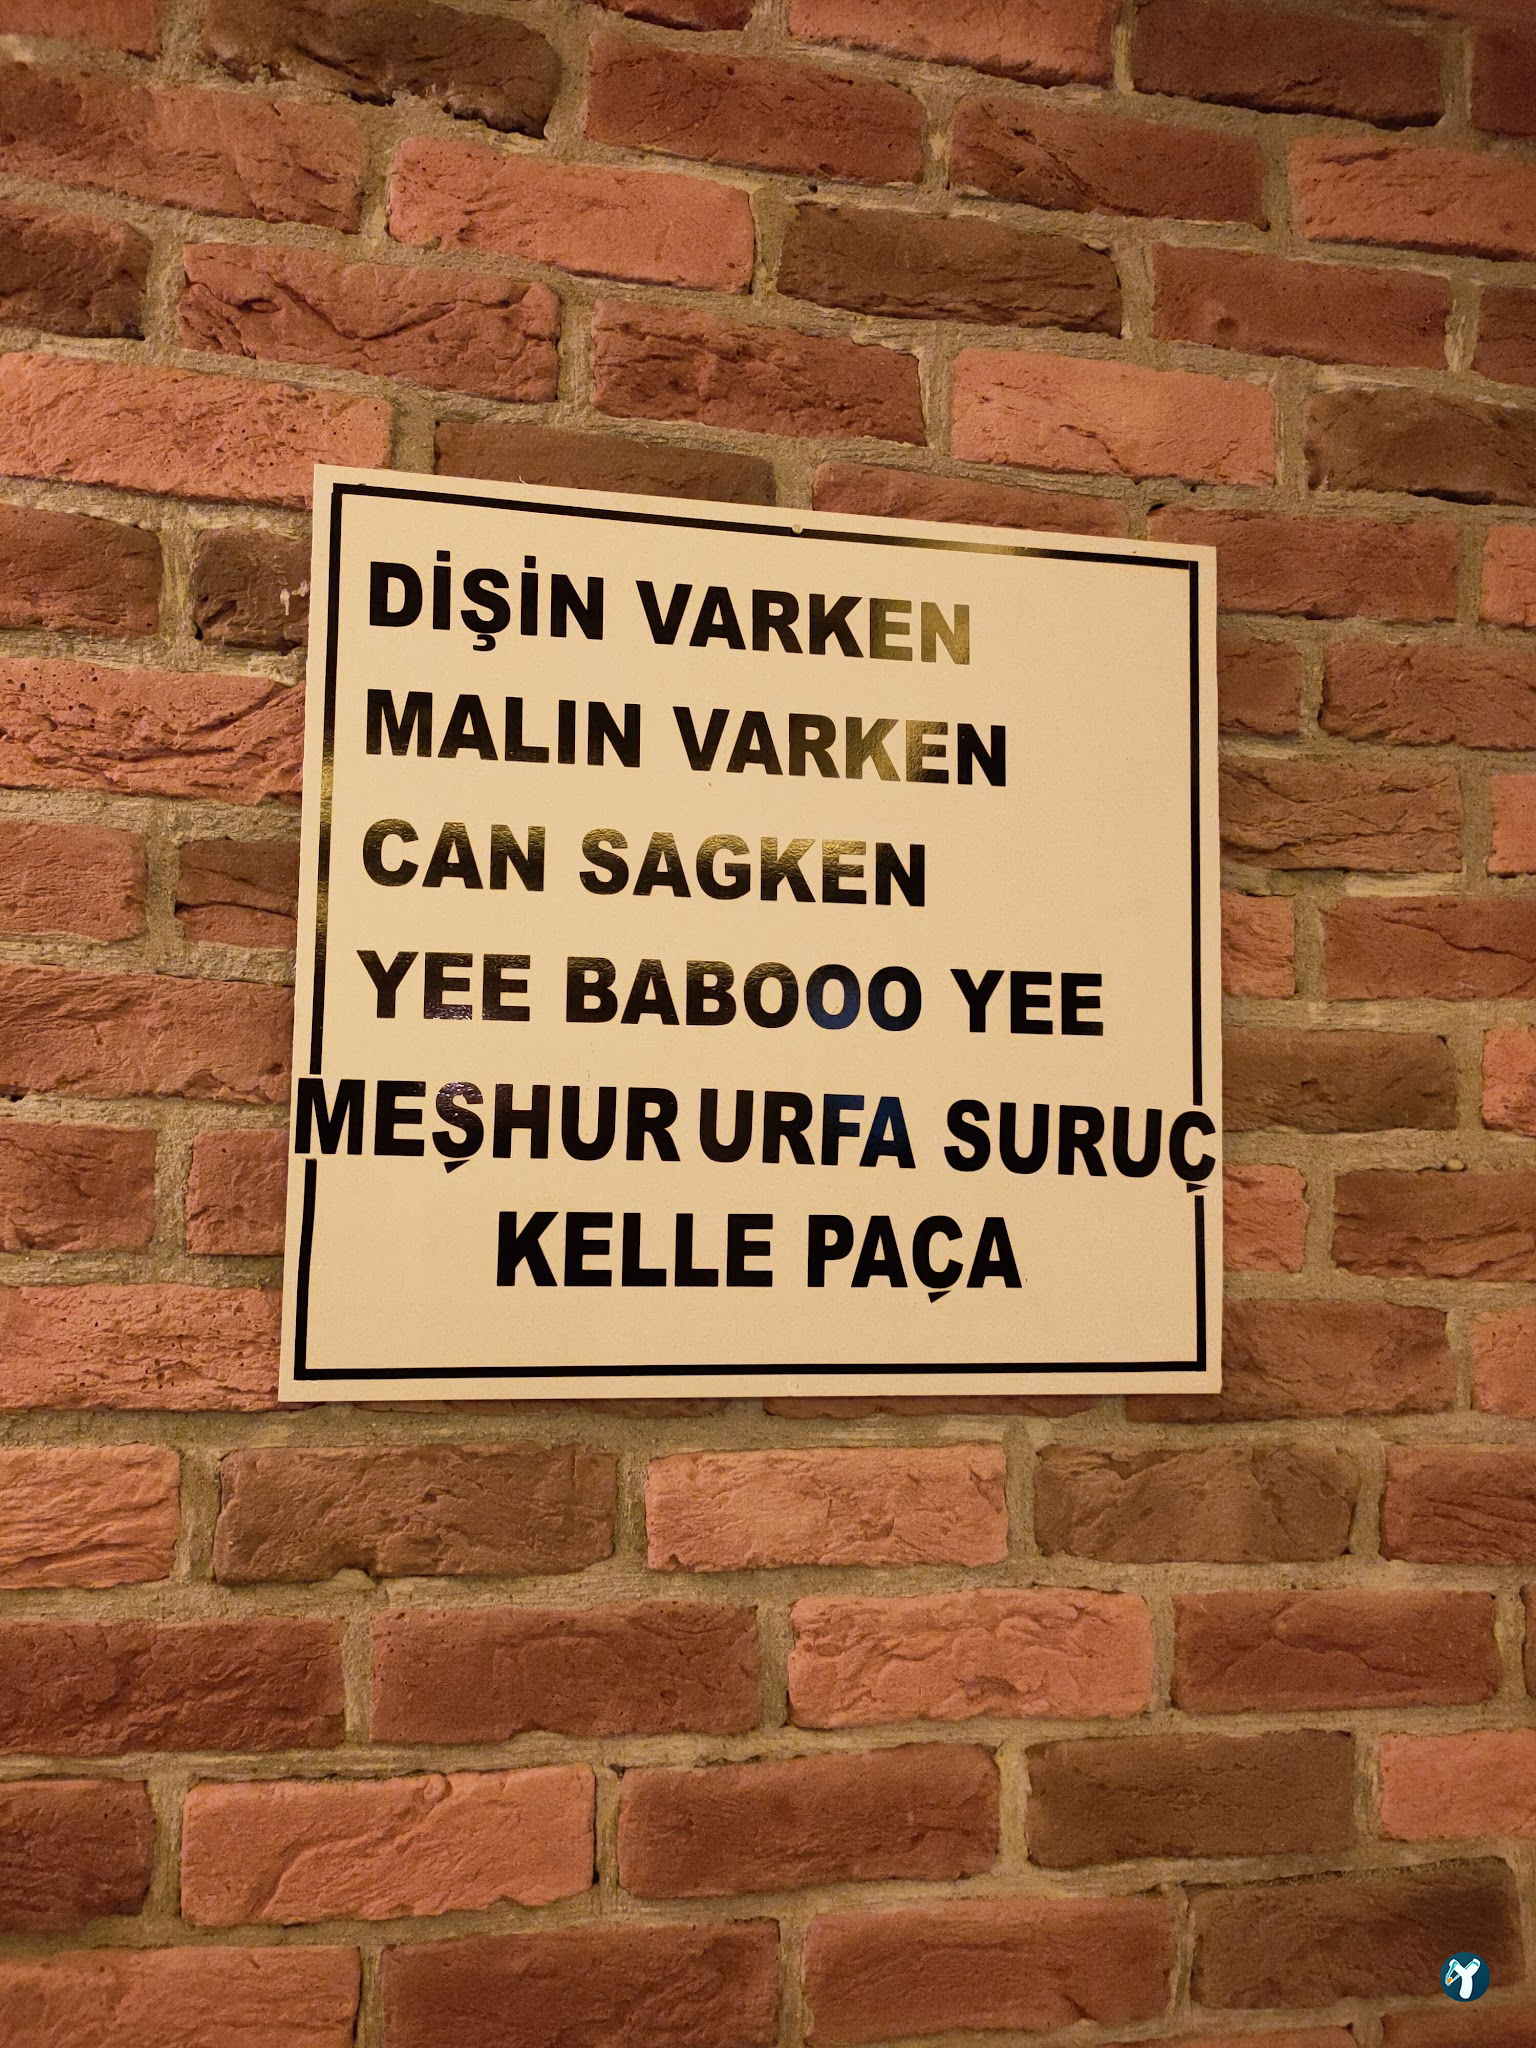 DİŞİN VARKEN
MALIN VARKEN
CAN SAGKEN
YEE BABOOO YEE
MEŞHUR URFA SURUÇ
KELLE PAÇA